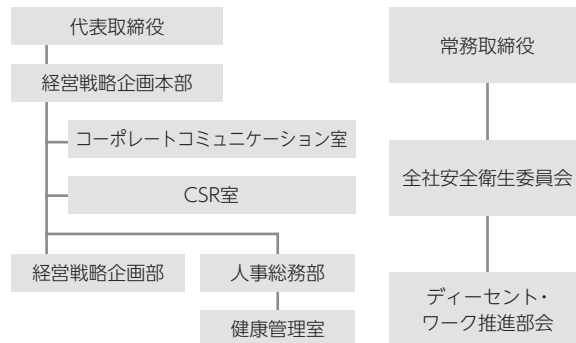 代表取締役
経営戦略企画本部
コーポレートコミュニケーション室
CSR室
経営戦略企画部
人事総務部
健康管理室
常務取締役
全社安全衛生委員会
ディーセント・
ワーク推進部会